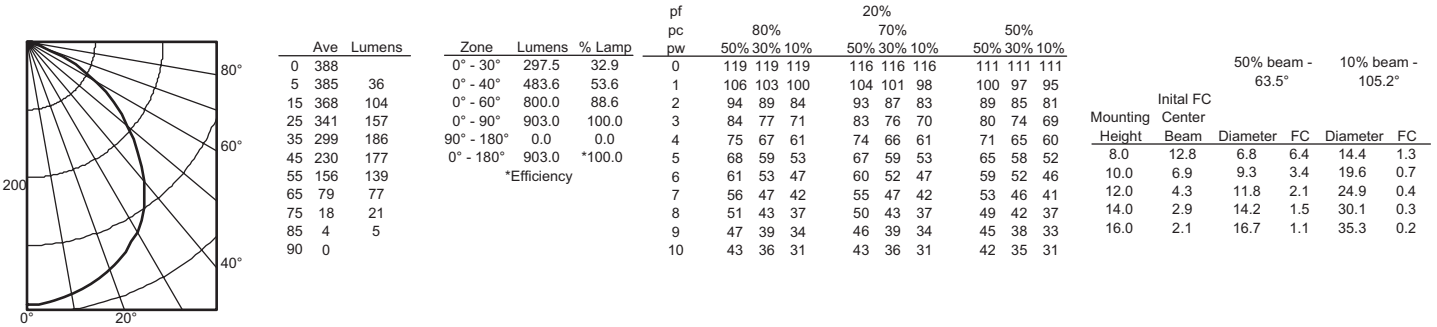 200
80°
60°
40°
0° 20°
Ave Lumens
0 388
5 385 36
15 368 104
25 341 157
35 299 186
45 230 177
55 156 139
65 79 77
75 18 21
85 4 5
90 0
Zone Lumens % Lamp
0° - 30° 297.5 32.9
0° - 40° 483.6 53.6
0° - 60° 800.0 88.6
0° - 90° 903.0 100.0
90° - 180° 0.0 0.0
0° - 180° 903.0 *100.0
*Efficiency
pf 20%
pc 80% 70% 50%
pw 50% 30% 10% 50% 30% 10% 50% 30% 10%
0 119 119 119 116 116 116 111 111 111
1 106 103 100 104 101 98 100 97 95
2 94 89 84 93 87 83 89 85 81
3 84 77 71 83 76 70 80 74 69
4 75 67 61 74 66 61 71 65 60
5 68 59 53 67 59 53 65 58 52
6 61 53 47 60 52 47 59 52 46
7 56 47 42 55 47 42 53 46 41
8 51 43 37 50 43 37 49 42 37
9 47 39 34 46 39 34 45 38 33
10 43 36 31 43 36 31 42 35 31
50% beam - 10% beam -
63.5° 105.2°
Inital FC
Mounting Center
Height Beam Diameter FC Diameter FC
8.0 12.8 6.8 6.4 14.4 1.3
10.0 6.9 9.3 3.4 19.6 0.7
12.0 4.3 11.8 2.1 24.9 0.4
14.0 2.9 14.2 1.5 30.1 0.3
16.0 2.1 16.7 1.1 35.3 0.2